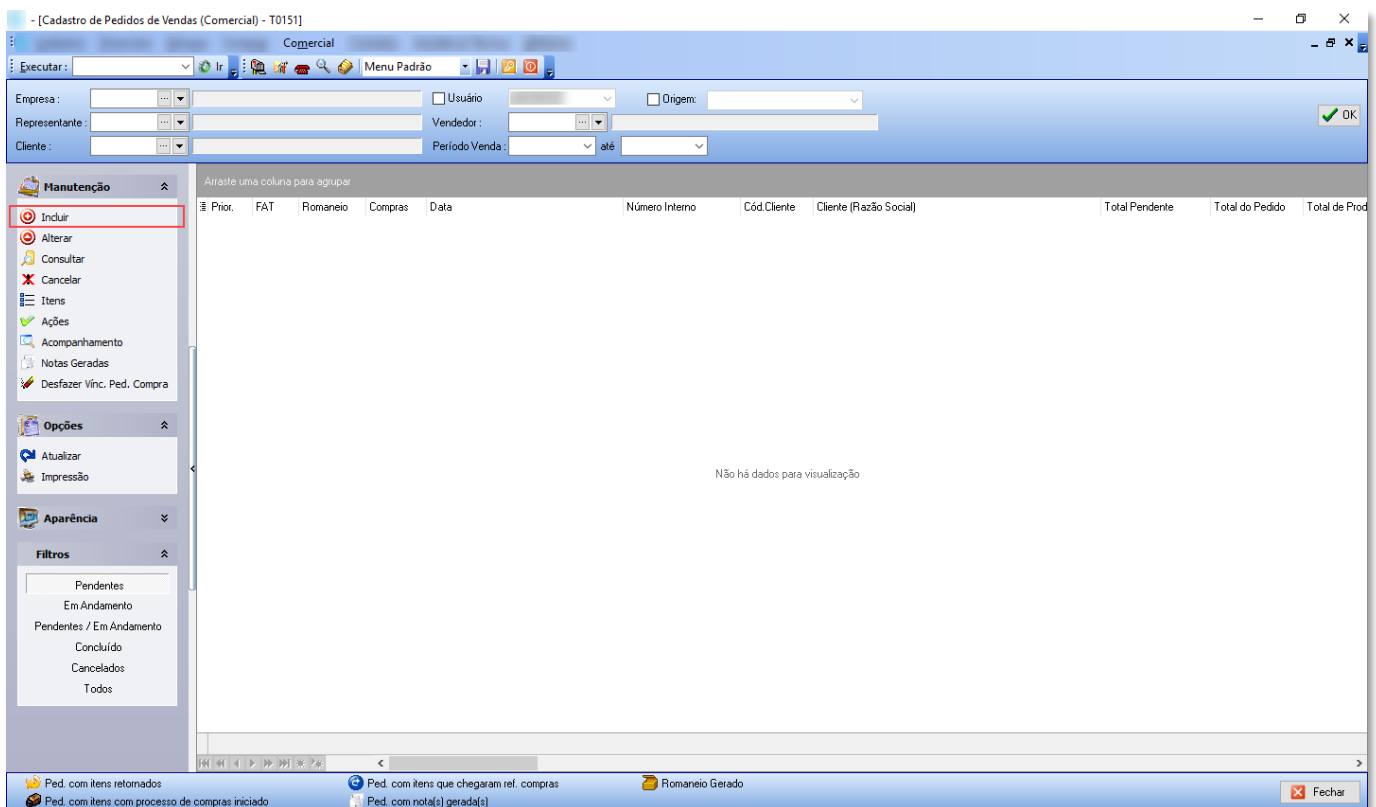 - [Cadastro de Pedidos de Vendas (Comercial) - T0151]
Comercial
Executar : Ir Menu Padrão
Empresa : Usuário Origem:
Representante : Vendedor : OK
Cliente : Período Venda : até
Manutenção
Incluir
Alterar
Consultar
Cancelar
Itens
Ações
Acompanhamento
Notas Geradas
Desfazer Vínc. Ped. Compra
Opções
Atualizar
Impressão
Aparência
Filtros
Pendentes
Em Andamento
Pendentes / Em Andamento
Concluído
Cancelados
Todos
Arraste uma coluna para agrupar
Prior. FAT Romaneio Compras Data Número Interno Cód.Cliente Cliente (Razão Social) Total Pendente Total do Pedido Total de Prod
Não há dados para visualização
Ped. com itens retornados Ped. com itens que chegaram ref. compras Romaneio Gerado
Ped. com itens com processo de compras iniciado Ped. com nota(s) gerada(s) Fechar